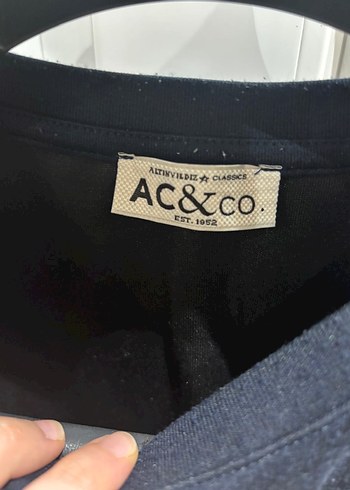 ALTINYILDIZ CLASSICS
AC&CO.
EST. 1952